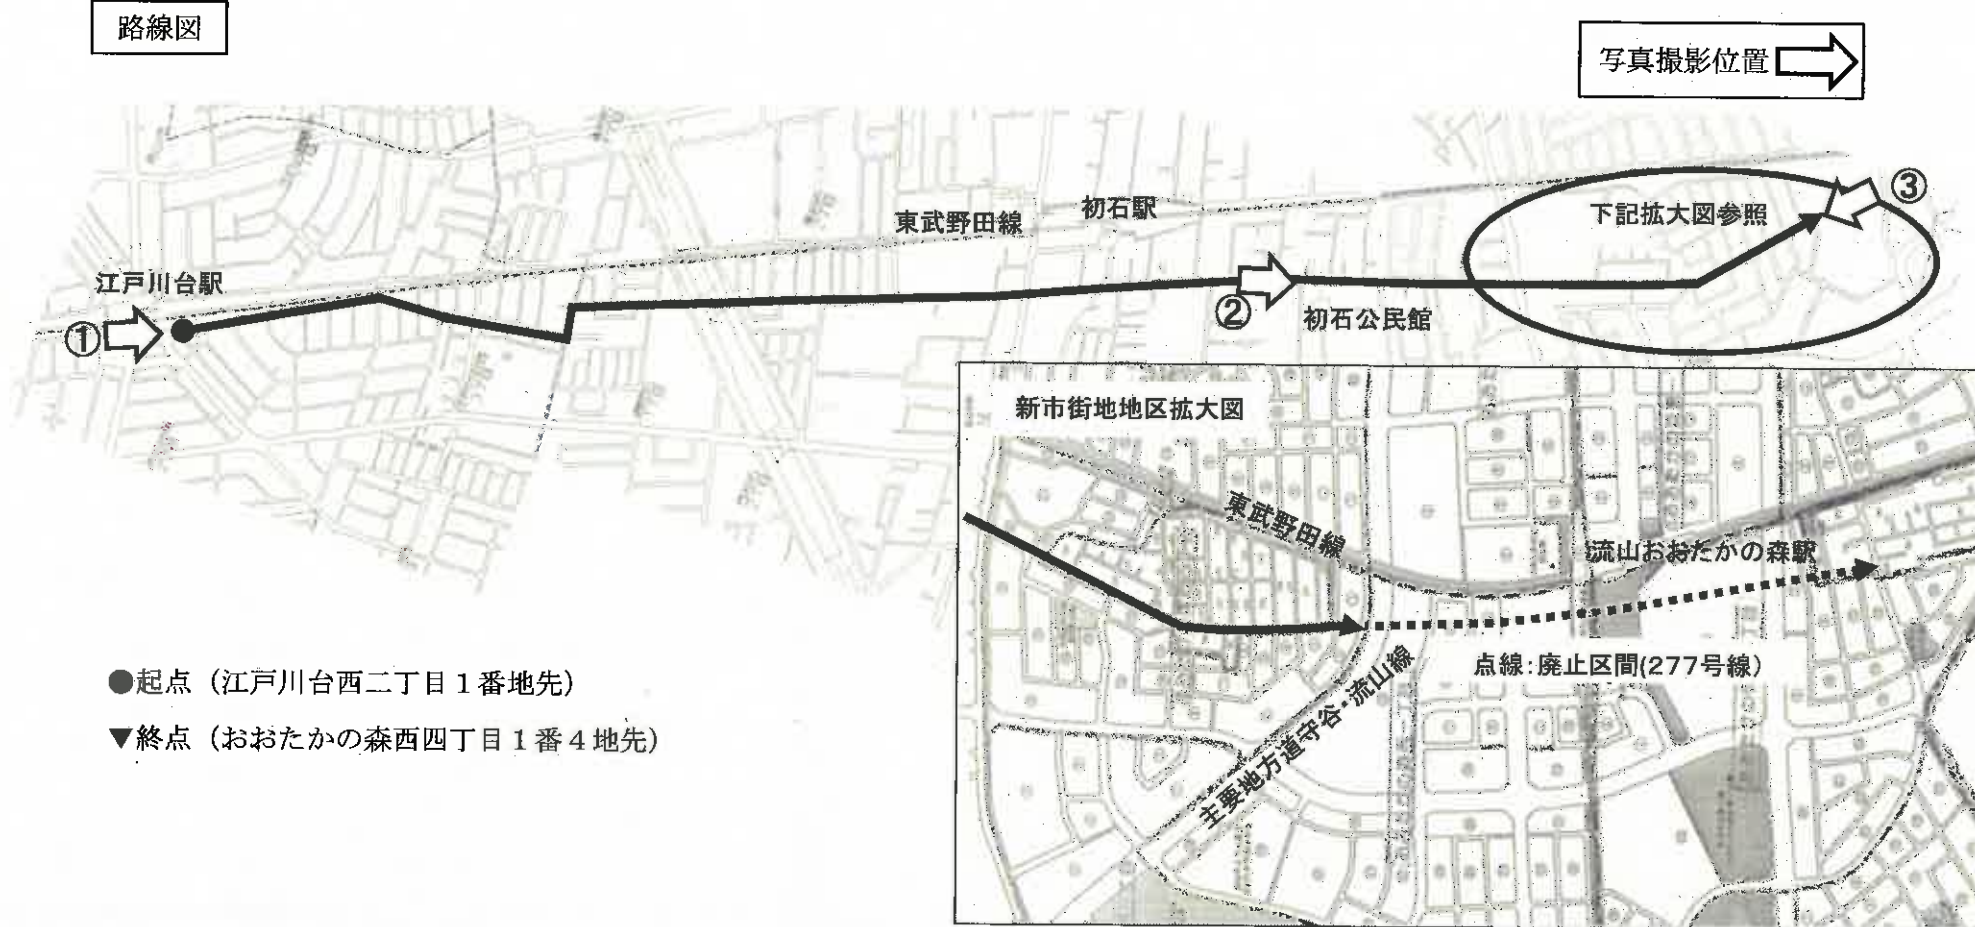 路線図
写真撮影位置
③
下記拡大図参照
初石駅
東武野田線
江戸川台駅
①
②
初石公民館
新市街地地区拡大図
東武野田線
流山おおたかの森駅
点線:廃止区間(277号線)
主要地方道守谷・流山線
●起点（江戸川台西二丁目1番地先）
▼終点（おおたかの森西四丁目1番4地先）